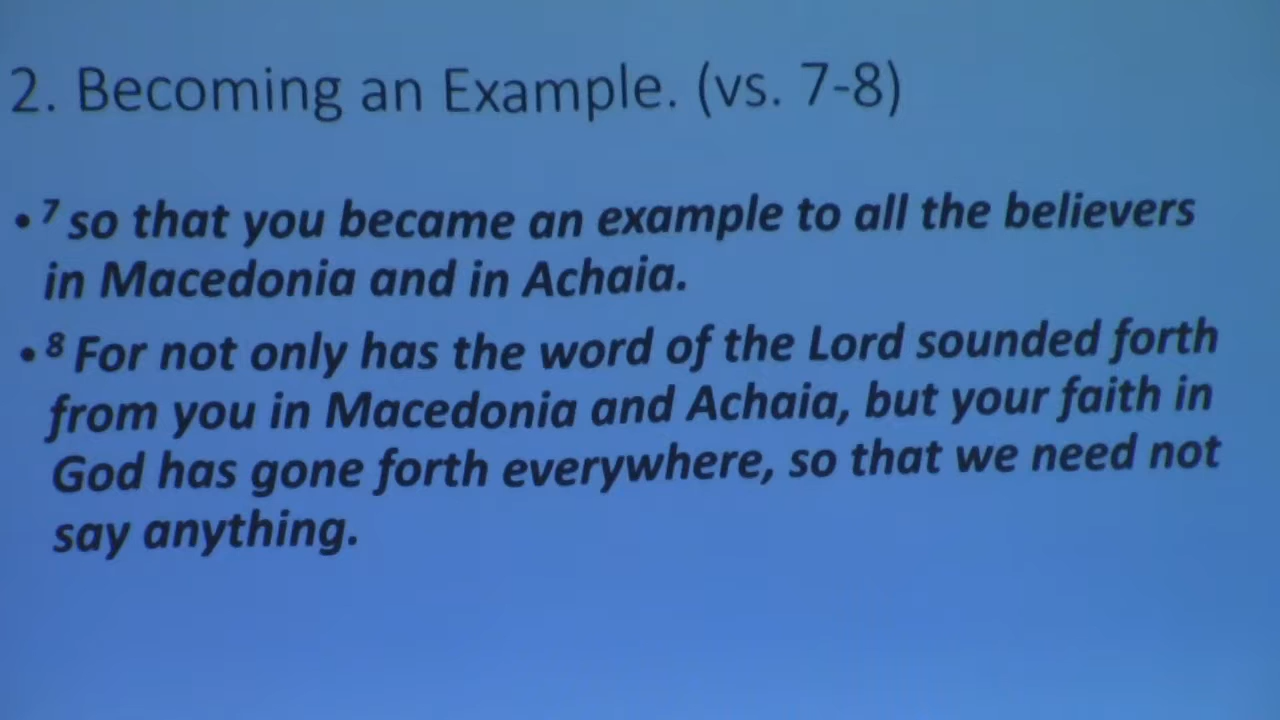 2. Becoming an Example. (vs. 7-8)
• ⁷ so that you became an example to all the believers
in Macedonia and in Achaia.
• ⁸ For not only has the word of the Lord sounded forth
from you in Macedonia and Achaia, but your faith in
God has gone forth everywhere, so that we need not
say anything.